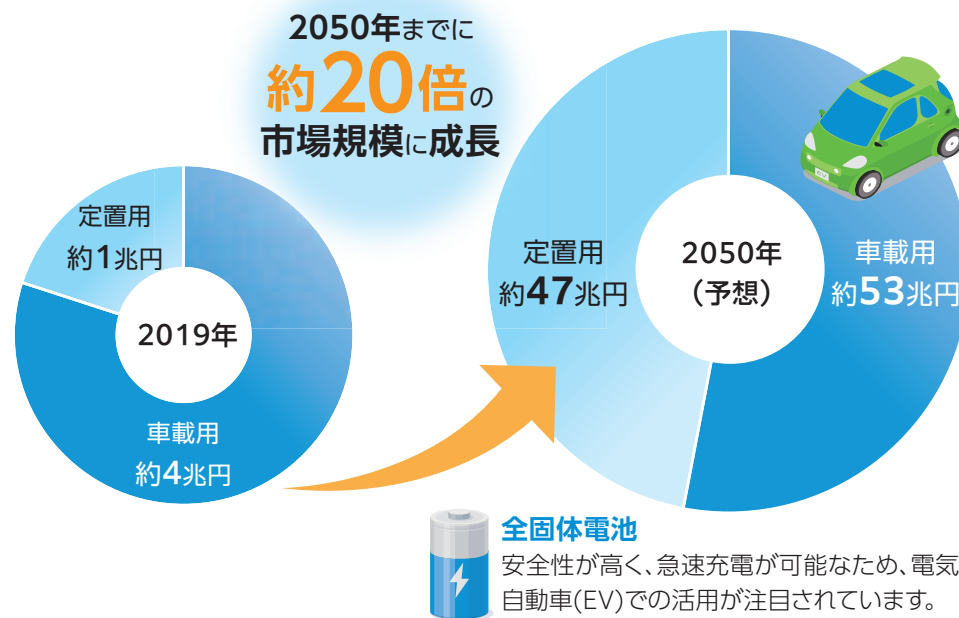 2050年までに
約20倍の
市場規模に成長
定置用
約1兆円
2019年
車載用
約4兆円
定置用
約47兆円
2050年
(予想)
車載用
約53兆円
全固体電池
安全性が高く、急速充電が可能なため、電気
自動車(EV)での活用が注目されています。